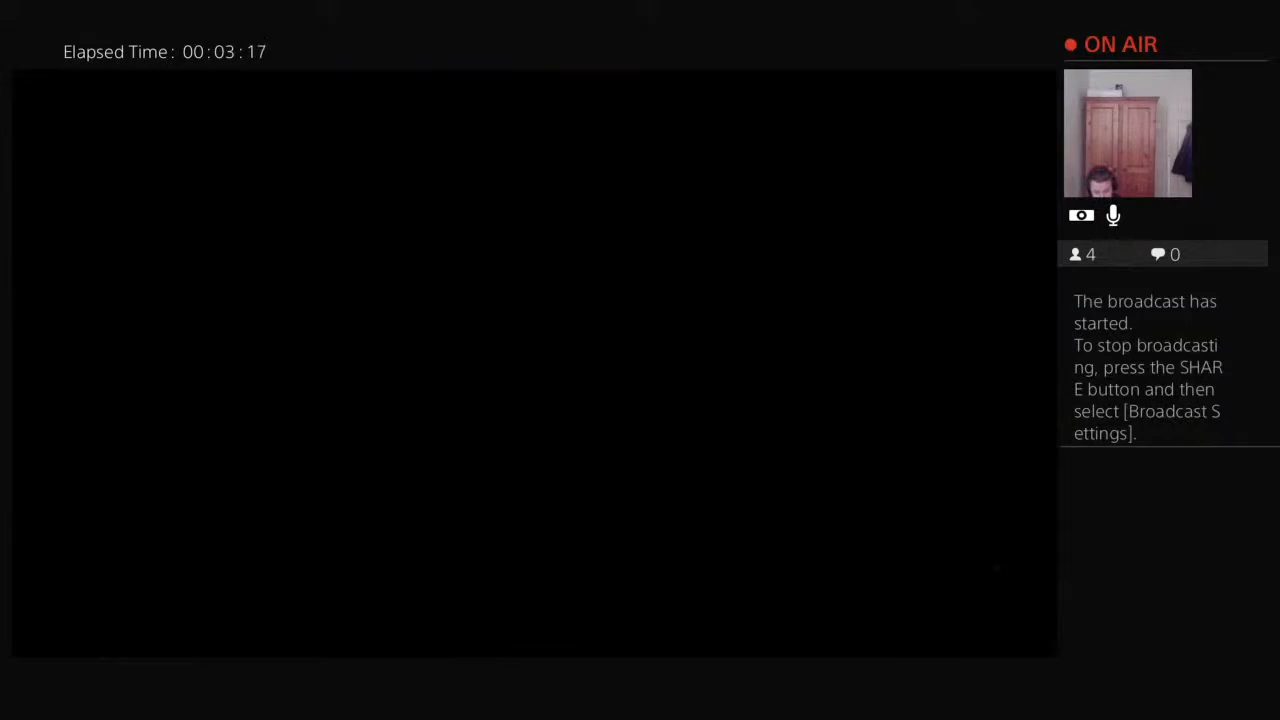 Elapsed Time: 00:03:17
ON AIR
4
0
The broadcast has
started.
To stop broadcasti
ng, press the SHAR
E button and then
select [Broadcast S
ettings].